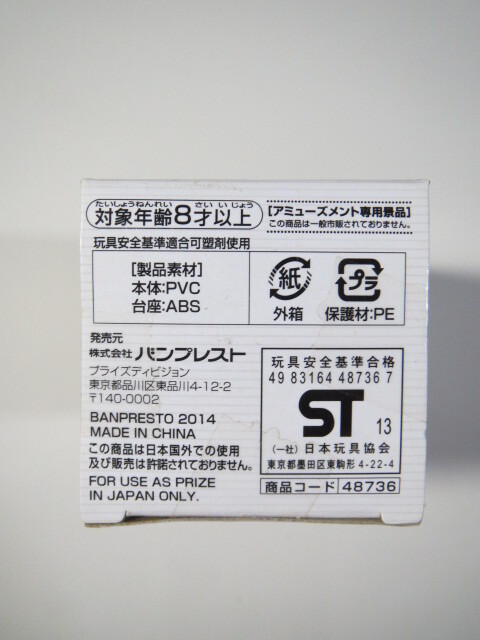 たいしょうねんれい さい いじょう
対象年齢8才以上
[アミューズメント専用景品]
この商品は一般市販されておりません。
玩具安全基準適合可塑剤使用
[製品素材]
本体:PVC
台座:ABS
紙
外箱
プラ
保護材:PE
発売元
株式会社 バンプレスト
プライズディビジョン
東京都品川区東品川4-12-2
〒140-0002
BANPRESTO 2014
MADE IN CHINA
この商品は日本国外での使用
及び販売は許諾されておりません。
FOR USE AS PRIZE
IN JAPAN ONLY.
玩具安全基準合格
49 83164 48736 7
ST 13
(一社)日本玩具協会
東京都墨田区東駒形4-22-4
商品コード 48736